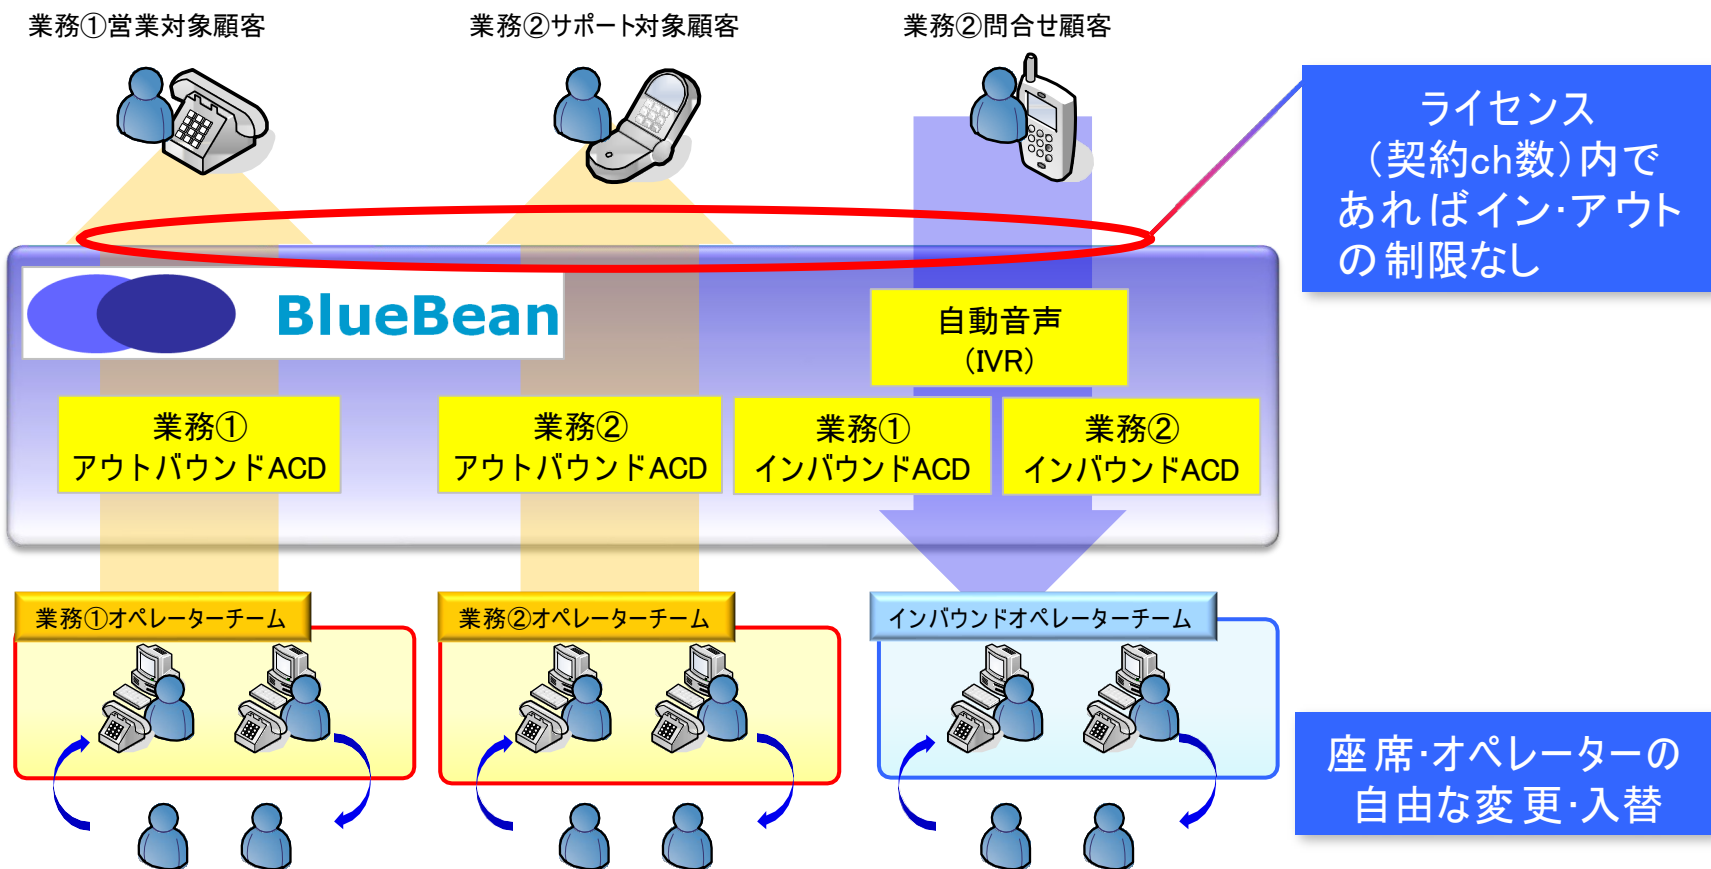 業務①営業対象顧客
業務②サポート対象顧客
業務②問合せ顧客
ライセンス
（契約ch数）内で
あればイン・アウト
の制限なし
BlueBean
自動音声
（IVR）
業務①
アウトバウンドACD
業務②
アウトバウンドACD
業務①
インバウンドACD
業務②
インバウンドACD
業務①オペレーターチーム
業務②オペレーターチーム
インバウンドオペレーターチーム
座席・オペレーターの
自由な変更・入替